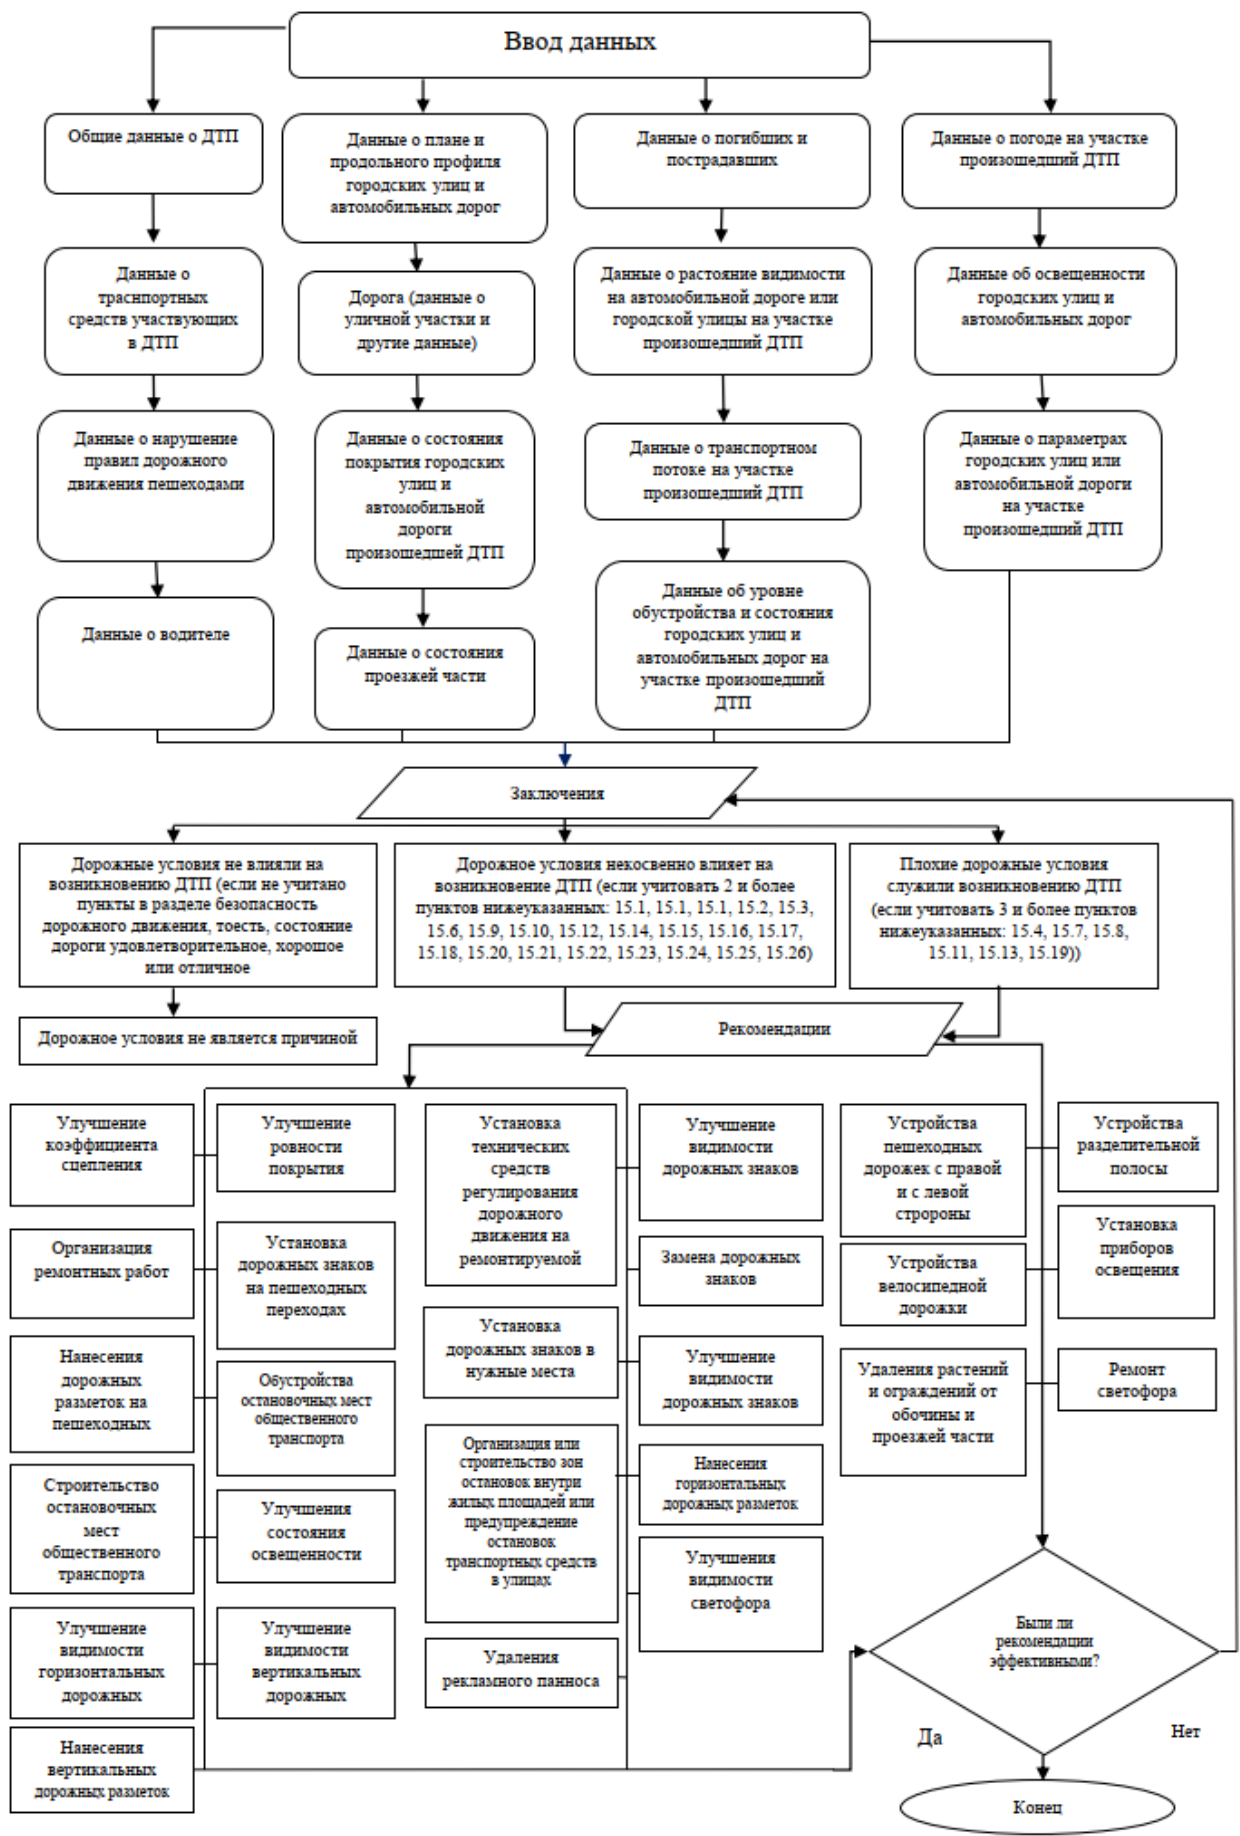 Ввод данных
Общие данные о ДТП
Данные о плане и
продольного профиля
городских улиц и
автомобильных дорог
Данные о погибших и
пострадавших
Данные о погоде на участке
произошедший ДТП
Данные о
траснпортных
средств участвующих
в ДТП
Дорога (данные о
уличной участки и
другие данные)
Данные о растояние видимости
на автомобильной дороге или
городской улицы на участке
произошедший ДТП
Данные об освещенности
городских улиц и
автомобильных дорог
Данные о нарушение
правил дорожного
движения пешеходами
Данные о состояния
покрытия городских
улиц и
автомобильной
дороги
произошедшей ДТП
Данные о транспортном
потоке на участке
произошедший ДТП
Данные о параметрах
городских улиц или
автомобильной дороги
на участке
произошедший ДТП
Данные о водителе
Данные о состояния
проезжей части
Данные об уровне
обустройства и состояния
городских улиц и
автомобильных дорог на
участке произошедший
ДТП
Заключения
Дорожные условия не влияли на
возникновению ДТП (если не учитано
пункты в разделе безопасность
дорожного движения, тоесть, состояние
дороги удовлетворительное, хорошое
или отличное
Дорожное условия некосвенно влияет на
возникновение ДТП (если учитовать 2 и более
пунктов нижеуказанных: 15.1, 15.1, 15.1, 15.2, 15.3,
15.6, 15.9, 15.10, 15.12, 15.14, 15.15, 15.16, 15.17,
15.18, 15.20, 15.21, 15.22, 15.23, 15.24, 15.25, 15.26)
Плохие дорожные условия
служили возникновению ДТП
(если учитовать 3 и более пунктов
нижеуказанных: 15.4, 15.7, 15.8,
15.11, 15.13, 15.19))
Дорожное условия не является причиной
Рекомендации
Улучшение
коэффициента
сцепления
Улучшение
ровности
покрытия
Установка
технических
средств
регулирования
дорожного
движения на
ремонтируемой
Улучшение
видимости
дорожных знаков
Устройства
пешеходных
дорожек с правой
и с левой
стророны
Устройства
разделительной
полосы
Организация
ремонтных работ
Установка
дорожных знаков
на пешеходных
переходах
Замена дорожных
знаков
Устройства
велосипедной
дорожки
Установка
приборов
освещения
Нанесения
дорожных
разметок на
пешеходных
Обустройства
остановочных мест
общественного
транспорта
Установка
дорожных знаков в
нужные места
Улучшение
видимости
дорожных знаков
Удаления растений
и ограждений от
обочины и
проезжей части
Ремонт
светофора
Строительство
остановочных
мест
общественного
транспорта
Улучшения
состояния
освещенности
Организация или
строительство зон
остановок внутри
жилых площадей или
предупреждение
остановок
транспортных средств
в улицах
Нанесения
горизонтальных
дорожных разметок
Улучшения
видимости
светофора
Улучшение
видимости
горизонтальных
дорожных
Улучшение
видимости
вертикальных
дорожных
Удаления
рекламного панноса
Были ли
рекомендации
эффективными?
Нанесения
вертикальных
дорожных разметок
Да
Нет
Конец